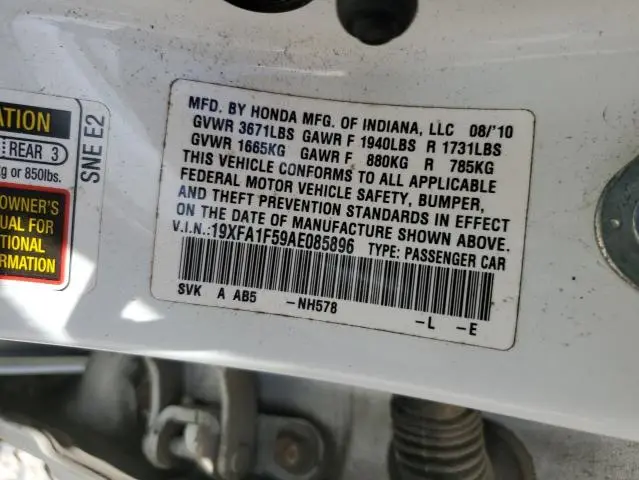 ATION
REAR 3
g or 850lbs.
OWNER'S
UAL FOR
TIONAL
FORMATION
SNE E2
MFD. BY HONDA MFG. OF INDIANA, LLC 08/'10
GVWR 3671LBS GAWR F 1940LBS R 1731LBS
GVWR 1665KG GAWR F 880KG R 785KG
THIS VEHICLE CONFORMS TO ALL APPLICABLE
FEDERAL MOTOR VEHICLE SAFETY, BUMPER,
AND THEFT PREVENTION STANDARDS IN EFFECT
ON THE DATE OF MANUFACTURE SHOWN ABOVE.
V.I.N.:19XFA1F59AE085896 TYPE: PASSENGER CAR
SVK A AB5 -NH578 -L -E